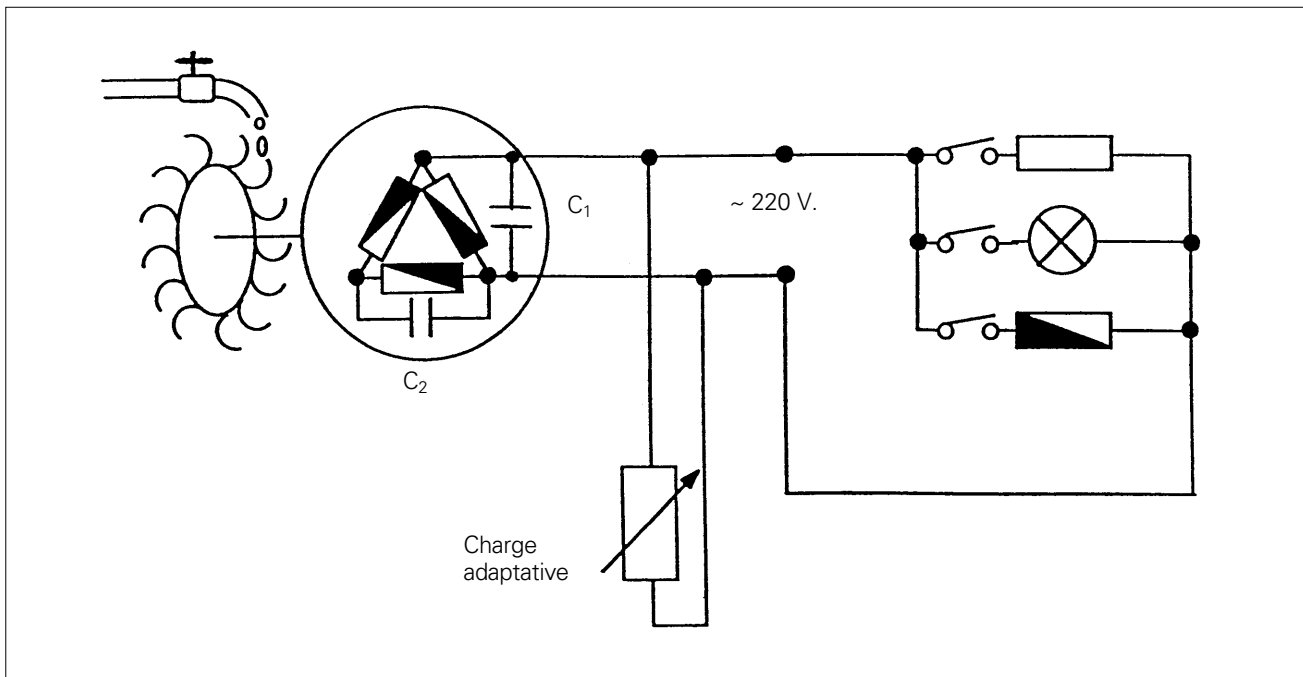 C₁
~ 220 V.
C₂
Charge
adaptative